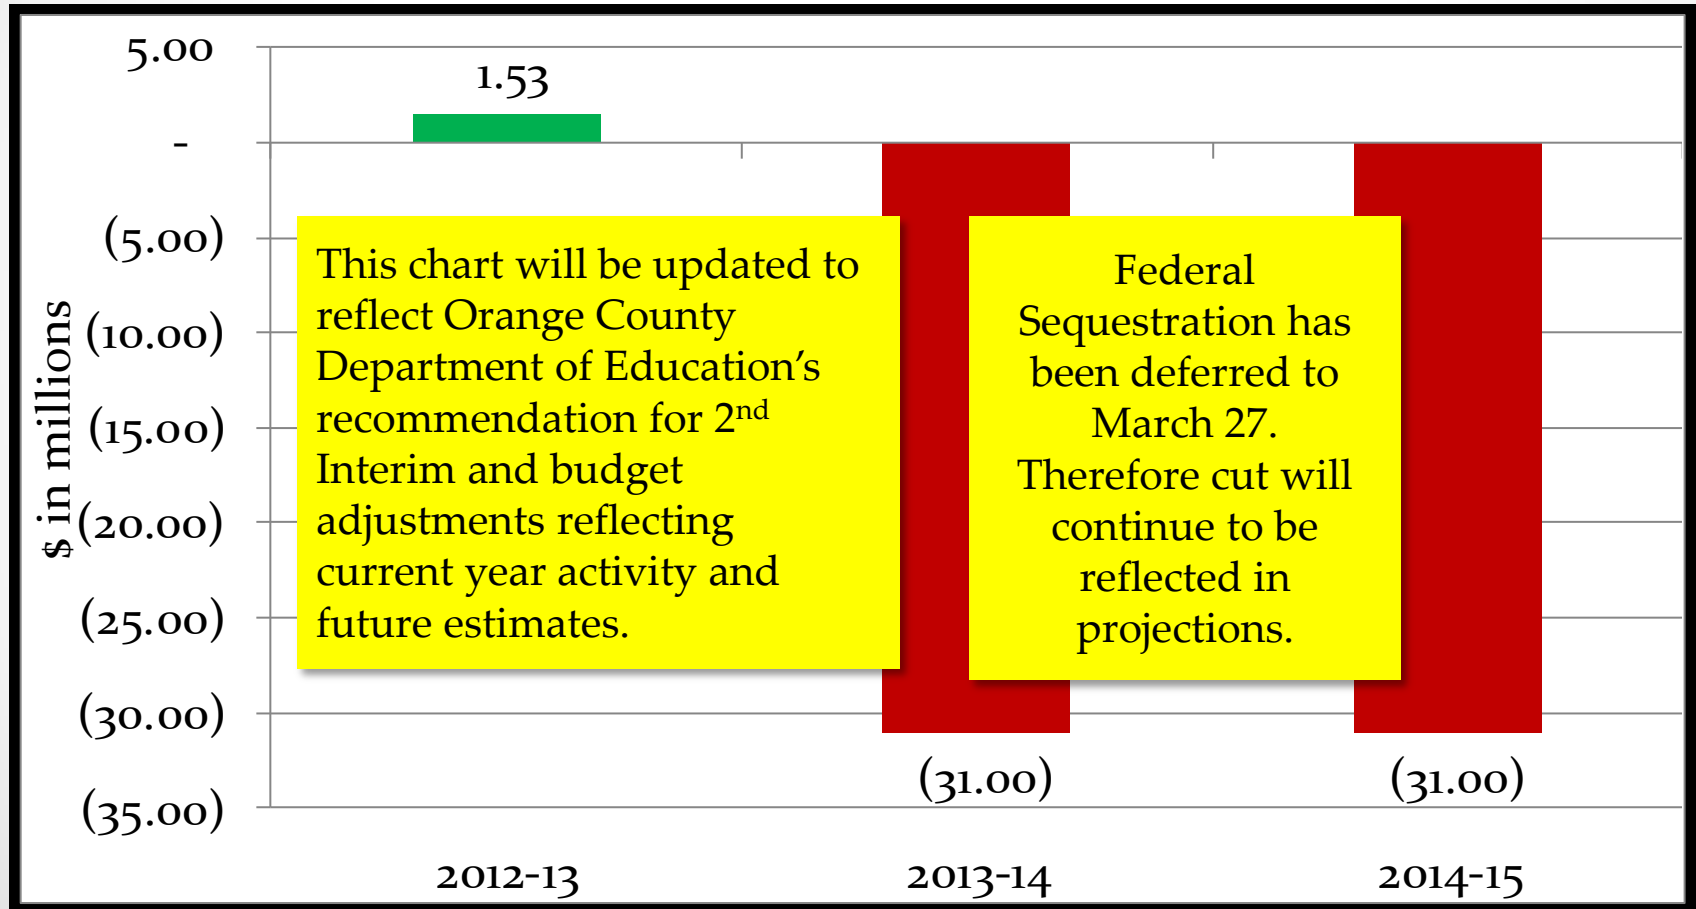 5.00
1.53
-
(5.00)
(10.00)
(15.00)
(20.00)
(25.00)
(30.00)
(35.00)
$ in millions
This chart will be updated to
reflect Orange County
Department of Education’s
recommendation for 2nd
Interim and budget
adjustments reflecting
current year activity and
future estimates.
Federal
Sequestration has
been deferred to
March 27.
Therefore cut will
continue to be
reflected in
projections.
(31.00)
(31.00)
2012-13
2013-14
2014-15